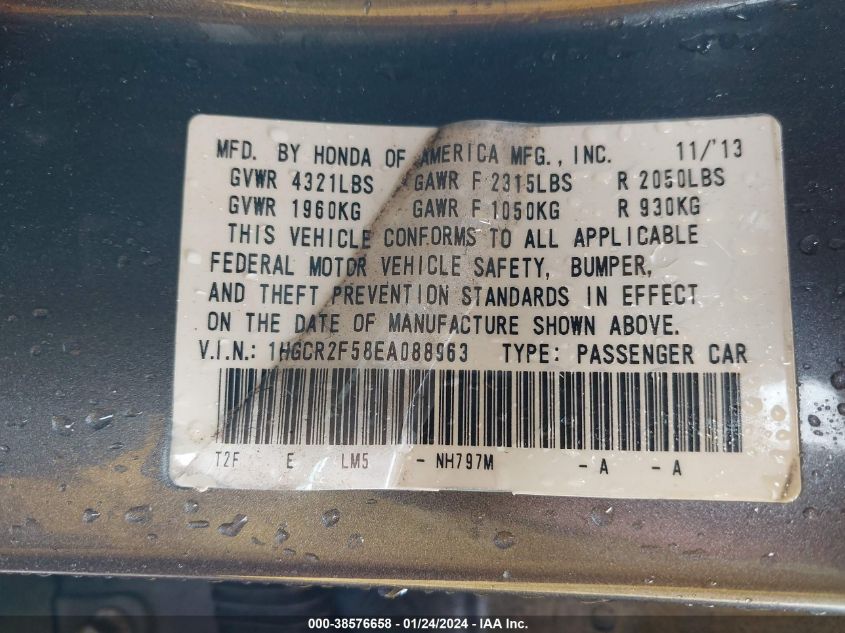 MFD. BY HONDA OF AMERICA MFG., INC. 11/'13
GVWR 4321LBS GAWR F 2315LBS R 2050LBS
GVWR 1960KG GAWR F 1050KG R 930KG
THIS VEHICLE CONFORMS TO ALL APPLICABLE
FEDERAL MOTOR VEHICLE SAFETY, BUMPER,
AND THEFT PREVENTION STANDARDS IN EFFECT
ON THE DATE OF MANUFACTURE SHOWN ABOVE.
V.I.N.: 1HGCR2F58EA088963 TYPE: PASSENGER CAR
T2F E LM5 - NH797M - A - A
000-38576658 - 01/24/2024 - IAA Inc.